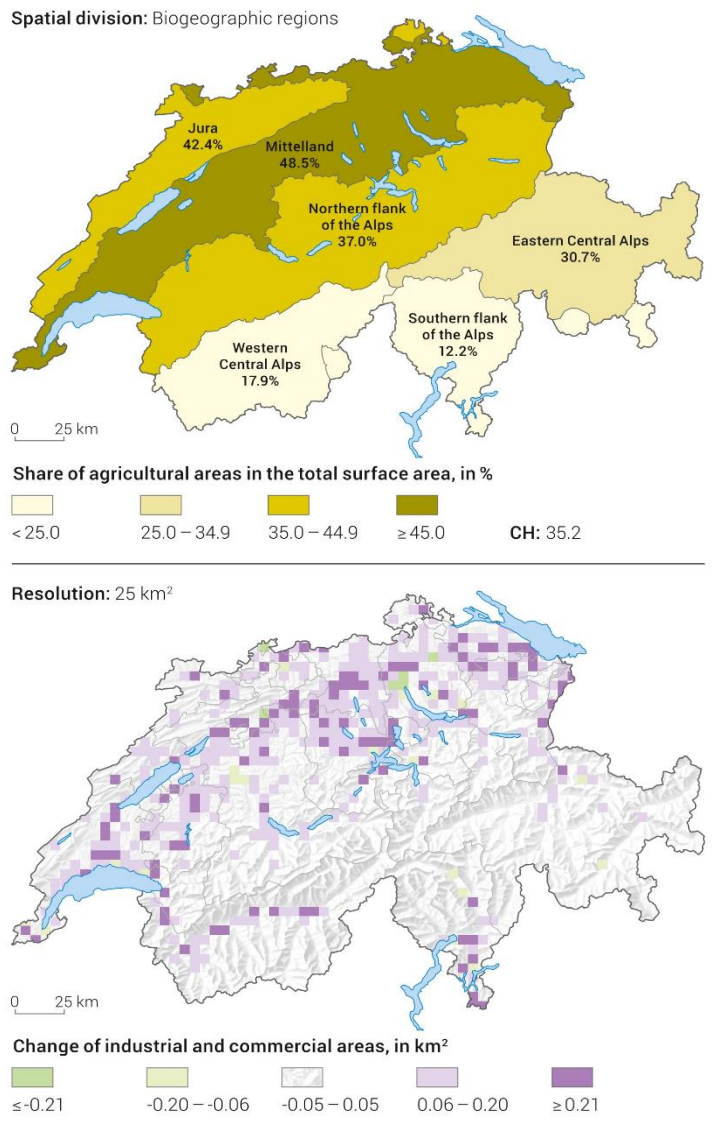 Spatial division: Biogeographic regions
Jura
42.4%
Mittelland
48.5%
Northern flank
of the Alps
37.0%
Eastern Central Alps
30.7%
Southern flank
of the Alps
12.2%
Western
Central Alps
17.9%
0 25 km
Share of agricultural areas in the total surface area, in %
< 25.0 25.0 – 34.9 35.0 – 44.9 ≥ 45.0 CH: 35.2
Resolution: 25 km²
0 25 km
Change of industrial and commercial areas, in km²
≤-0.21 -0.20 – -0.06 -0.05 – 0.05 0.06 – 0.20 ≥ 0.21